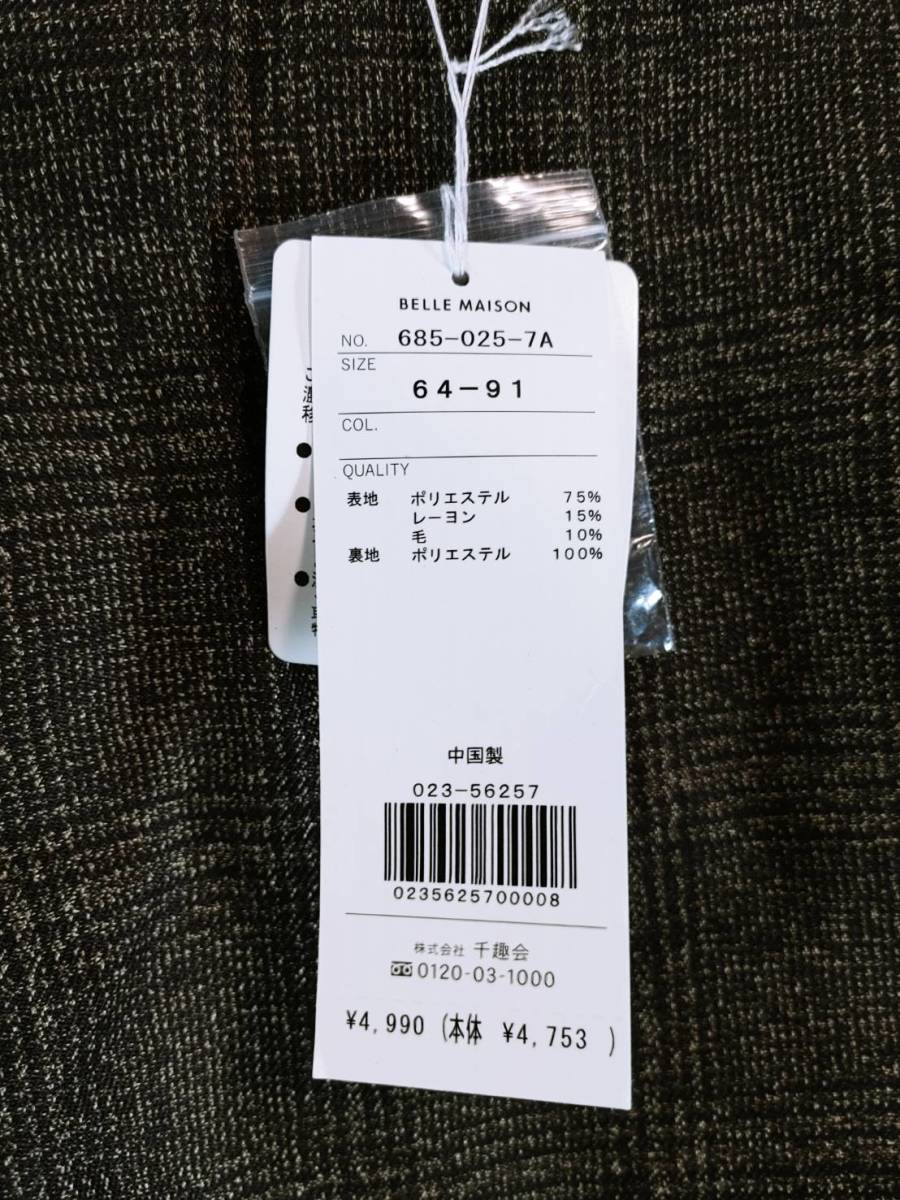 BELLE MAISON
NO. 685-025-7A
SIZE
64-91
COL.
QUALITY
表地 ポリエステル 75%
レーヨン 15%
毛 10%
裏地 ポリエステル 100%
中国製
023-56257
0235625700008
株式会社 千趣会
0120-03-1000
¥4,990 (本体 ¥4,753 )